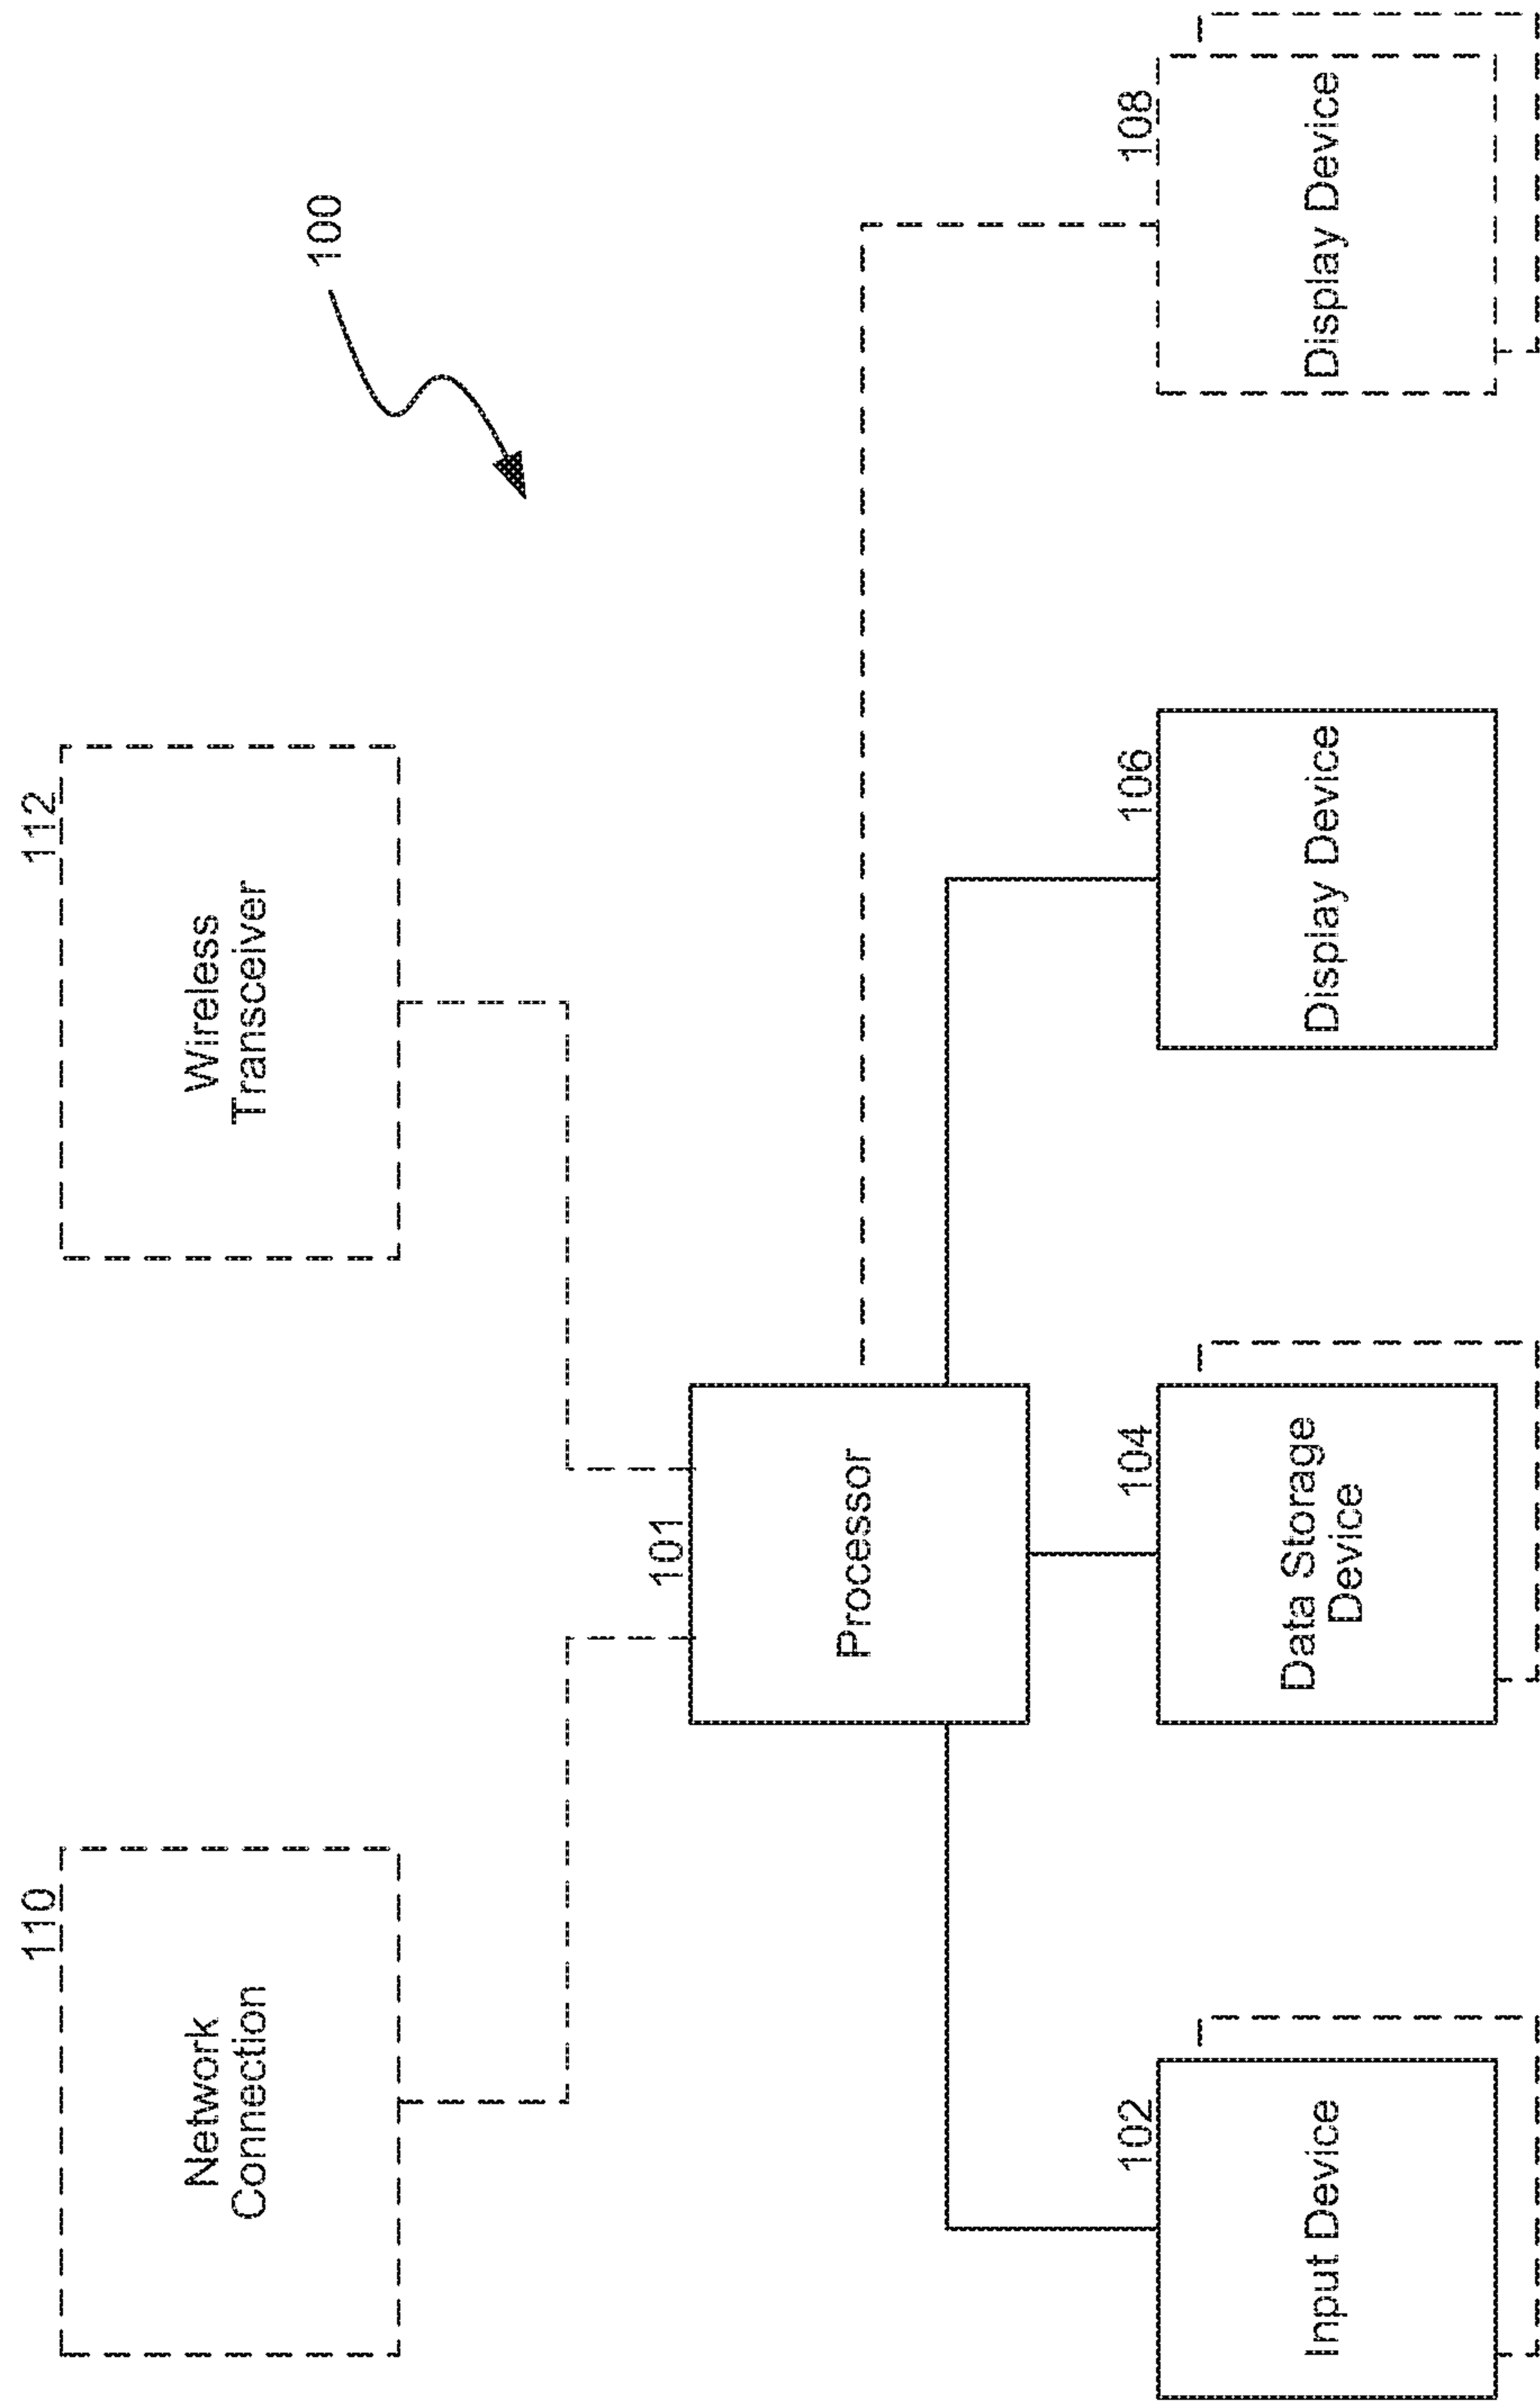 110
Network
Connection
112
Wireless
Transceiver
100
101
Processor
102
Input Device
104
Data Storage
Device
106
Display Device
108
Display Device